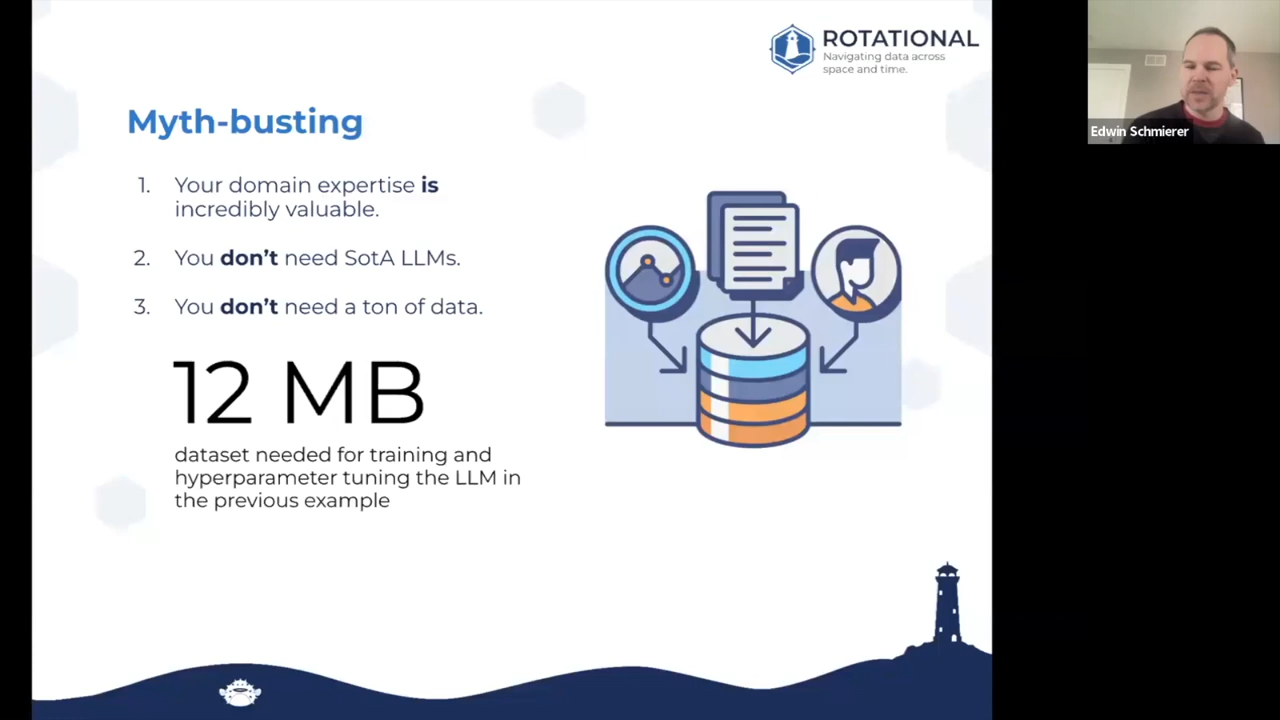 ROTATIONAL
Navigating data across
space and time.
Edwin Schmierer
Myth-busting
1. Your domain expertise is
incredibly valuable.
2. You don’t need SotA LLMs.
3. You don’t need a ton of data.
12 MB
dataset needed for training and
hyperparameter tuning the LLM in
the previous example